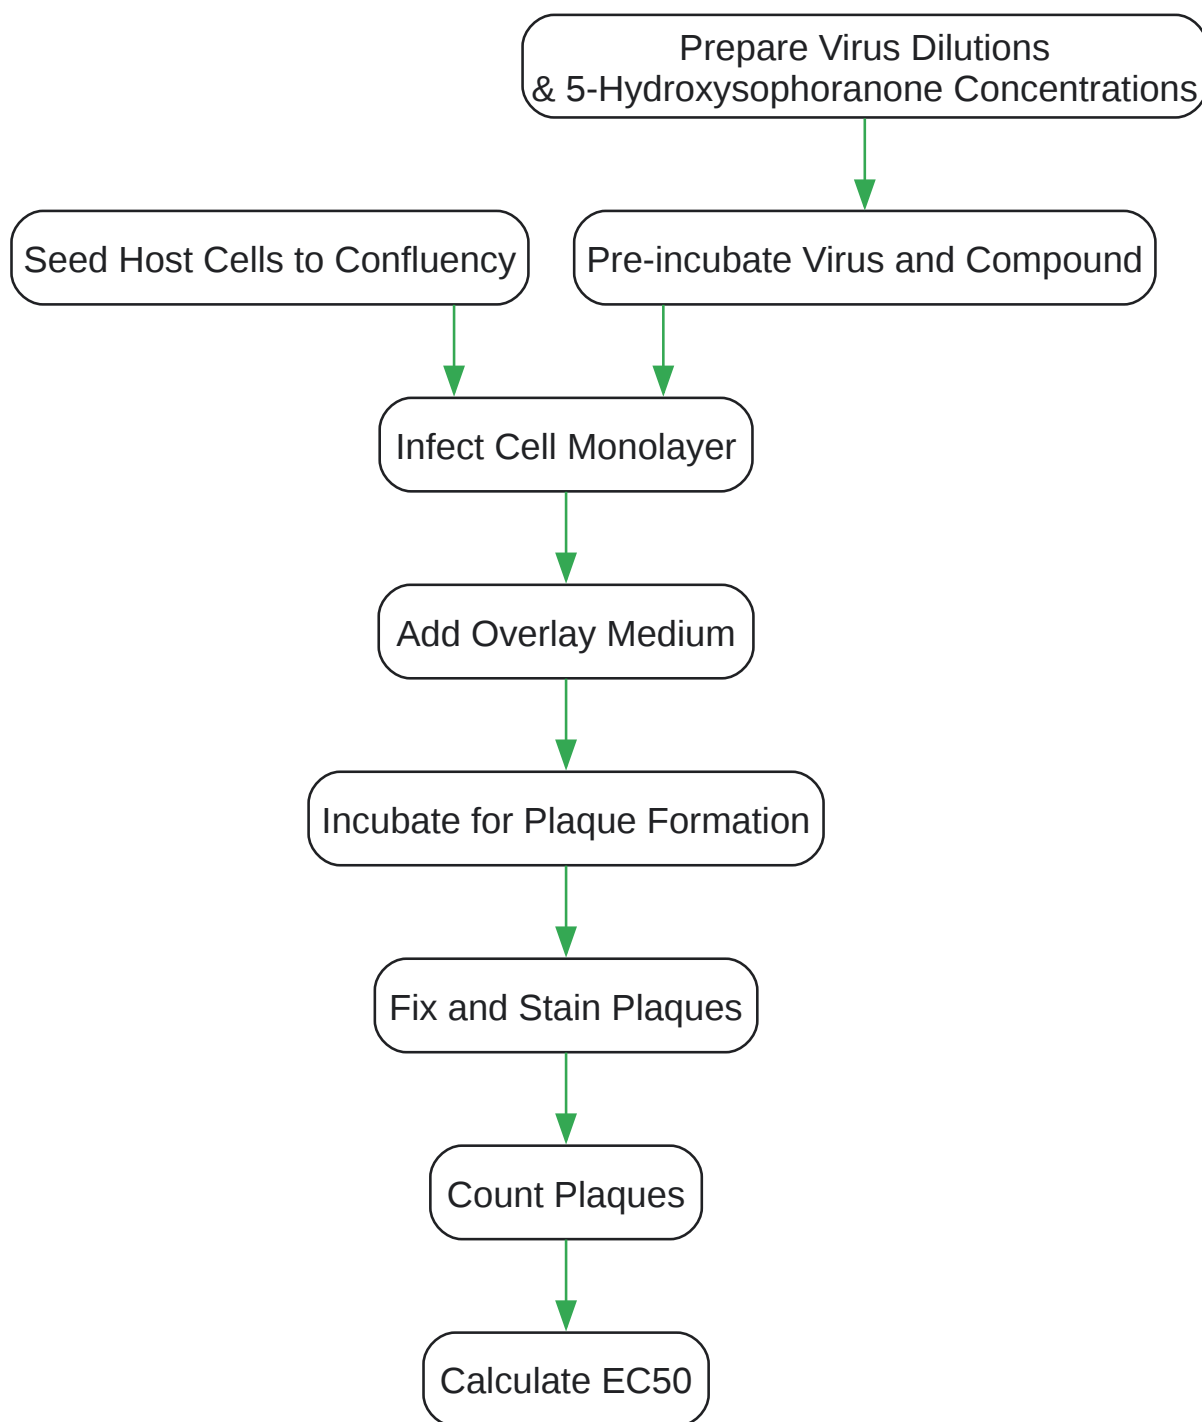 Prepare Virus Dilutions
& 5-Hydroxysophoranone Concentrations
Seed Host Cells to Confluency
Pre-incubate Virus and Compound
Infect Cell Monolayer
Add Overlay Medium
Incubate for Plaque Formation
Fix and Stain Plaques
Count Plaques
Calculate EC50